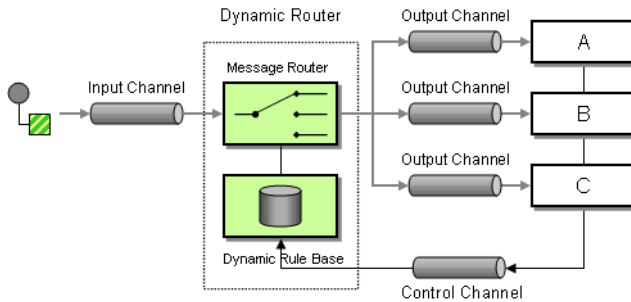 Dynamic Router
Output Channel
A
Input Channel
Message Router
Output Channel
B
Output Channel
C
Dynamic Rule Base
Control Channel